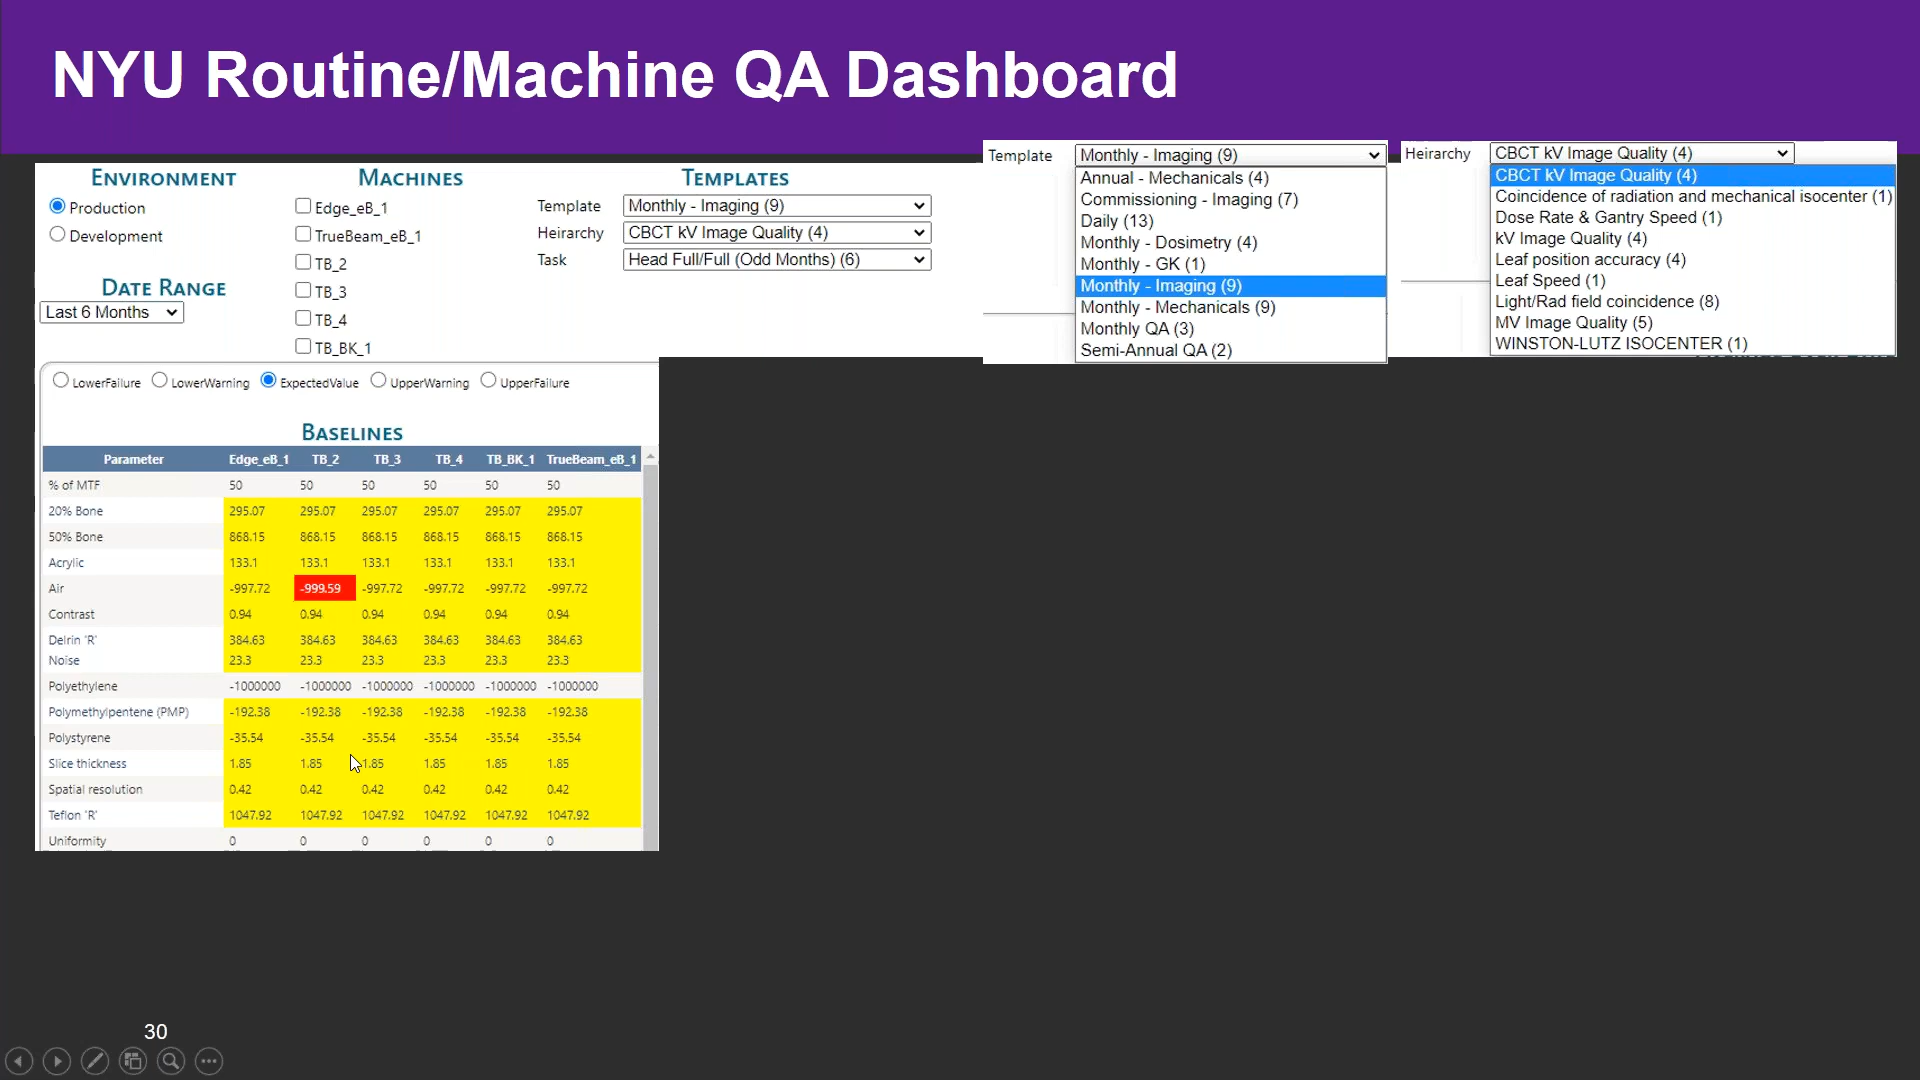 NYU Routine/Machine QA Dashboard
ENVIRONMENT
Production
Development
DATE RANGE
Last 6 Months
MACHINES
Edge_eB_1
TrueBeam_eB_1
TB_2
TB_3
TB_4
TB_BK_1
TEMPLATES
Template Monthly - Imaging (9)
Heirarchy CBCT kV Image Quality (4)
Task Head Full/Full (Odd Months) (6)
Template Monthly - Imaging (9)
Annual - Mechanicals (4)
Commissioning - Imaging (7)
Daily (13)
Monthly - Dosimetry (4)
Monthly - GK (1)
Monthly - Imaging (9)
Monthly - Mechanicals (9)
Monthly QA (3)
Semi-Annual QA (2)
Heirarchy CBCT kV Image Quality (4)
CBCT kV Image Quality (4)
Coincidence of radiation and mechanical isocenter (1)
Dose Rate & Gantry Speed (1)
kV Image Quality (4)
Leaf position accuracy (4)
Leaf Speed (1)
Light/Rad field coincidence (8)
MV Image Quality (5)
WINSTON-LUTZ ISOCENTER (1)
LowerFailure LowerWarning ExpectedValue UpperWarning UpperFailure
BASELINES
Parameter Edge_eB_1 TB_2 TB_3 TB_4 TB_BK_1 TrueBeam_eB_1
% of MTF 50 50 50 50 50 50
20% Bone 295.07 295.07 295.07 295.07 295.07 295.07
50% Bone 868.15 868.15 868.15 868.15 868.15 868.15
Acrylic 133.1 133.1 133.1 133.1 133.1 133.1
Air -997.72 -999.59 -997.72 -997.72 -997.72 -997.72
Contrast 0.94 0.94 0.94 0.94 0.94 0.94
Delrin 'R' 384.63 384.63 384.63 384.63 384.63 384.63
Noise 23.3 23.3 23.3 23.3 23.3 23.3
Polyethylene -1000000 -1000000 -1000000 -1000000 -1000000 -1000000
Polymethylpentene (PMP) -192.38 -192.38 -192.38 -192.38 -192.38 -192.38
Polystyrene -35.54 -35.54 -35.54 -35.54 -35.54 -35.54
Slice thickness 1.85 1.85 1.85 1.85 1.85 1.85
Spatial resolution 0.42 0.42 0.42 0.42 0.42 0.42
Teflon 'R' 1047.92 1047.92 1047.92 1047.92 1047.92 1047.92
Uniformity 0 0 0 0 0 0
30